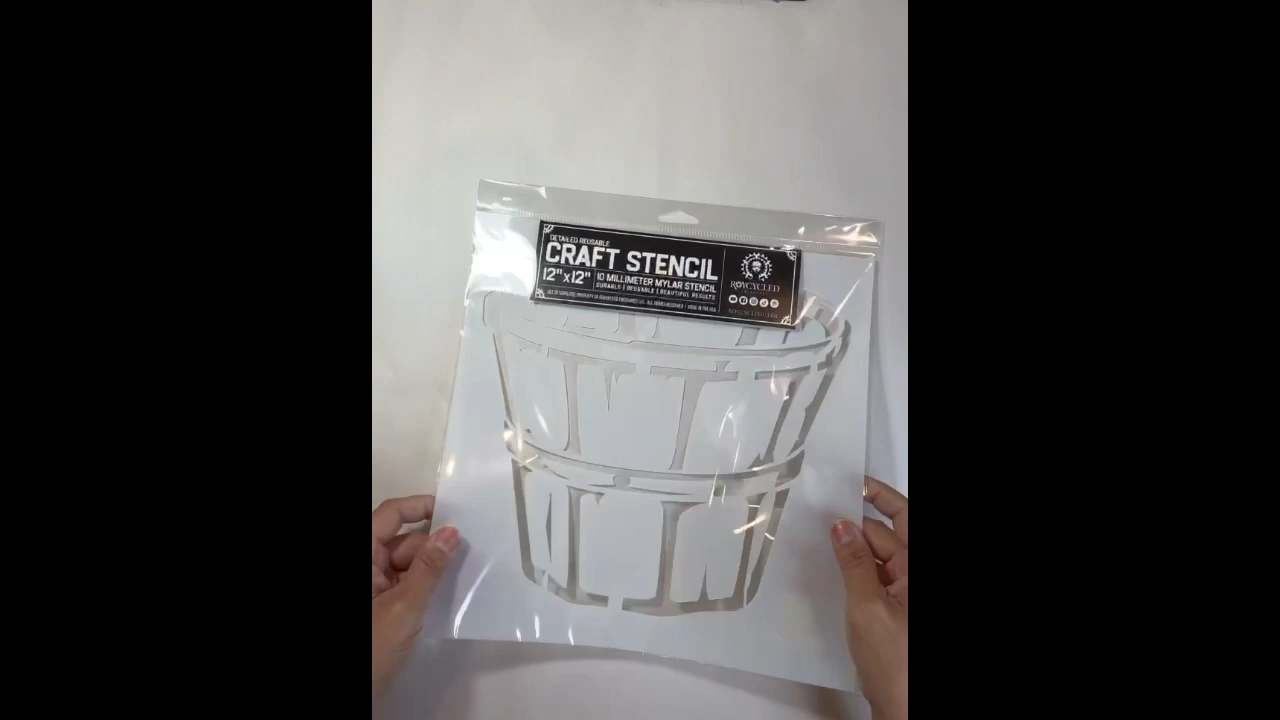 DETAILED REUSABLE
CRAFT STENCIL
12"x12"
10 MILLIMETER MYLAR STENCIL
DURABLE | REUSABLE | BEAUTIFUL RESULTS
ROYCYCLED